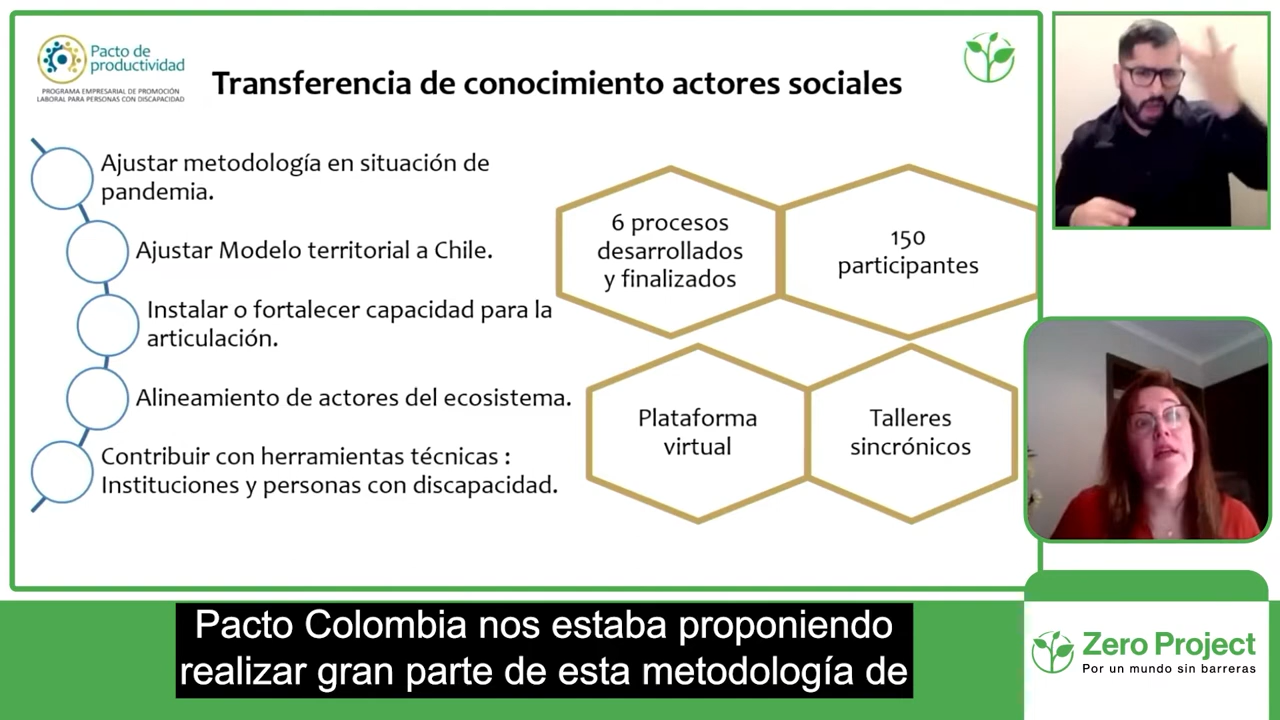 Pacto de
productividad
PROGRAMA EMPRESARIAL DE PROMOCIÓN
LABORAL PARA PERSONAS CON DISCAPACIDAD
Transferencia de conocimiento actores sociales
Ajustar metodología en situación de
pandemia.
Ajustar Modelo territorial a Chile.
Instalar o fortalecer capacidad para la
articulación.
Alineamiento de actores del ecosistema.
Contribuir con herramientas técnicas :
Instituciones y personas con discapacidad.
6 procesos
desarrollados
y finalizados
150
participantes
Plataforma
virtual
Talleres
sincrónicos
Pacto Colombia nos estaba proponiendo
realizar gran parte de esta metodología de
Zero Project
Por un mundo sin barreras